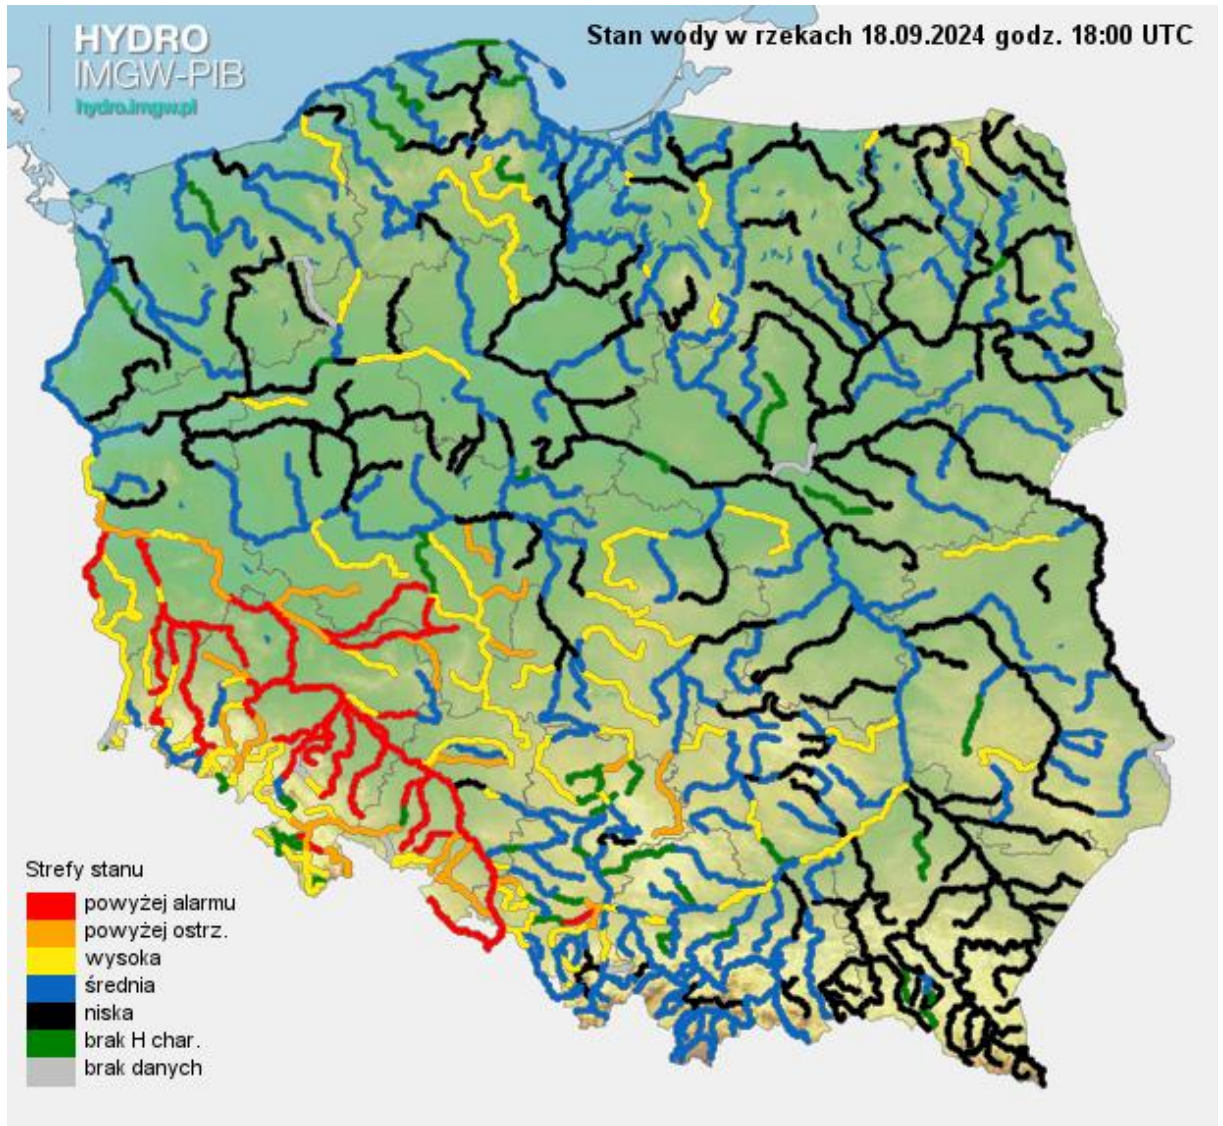 HYDRO
IMGW-PIB
hydro.imgw.pl
Stan wody w rzekach 18.09.2024 godz. 18:00 UTC
Strefy stanu
powyżej alarmu
powyżej ostrz.
wysoka
średnia
niska
brak H char.
brak danych